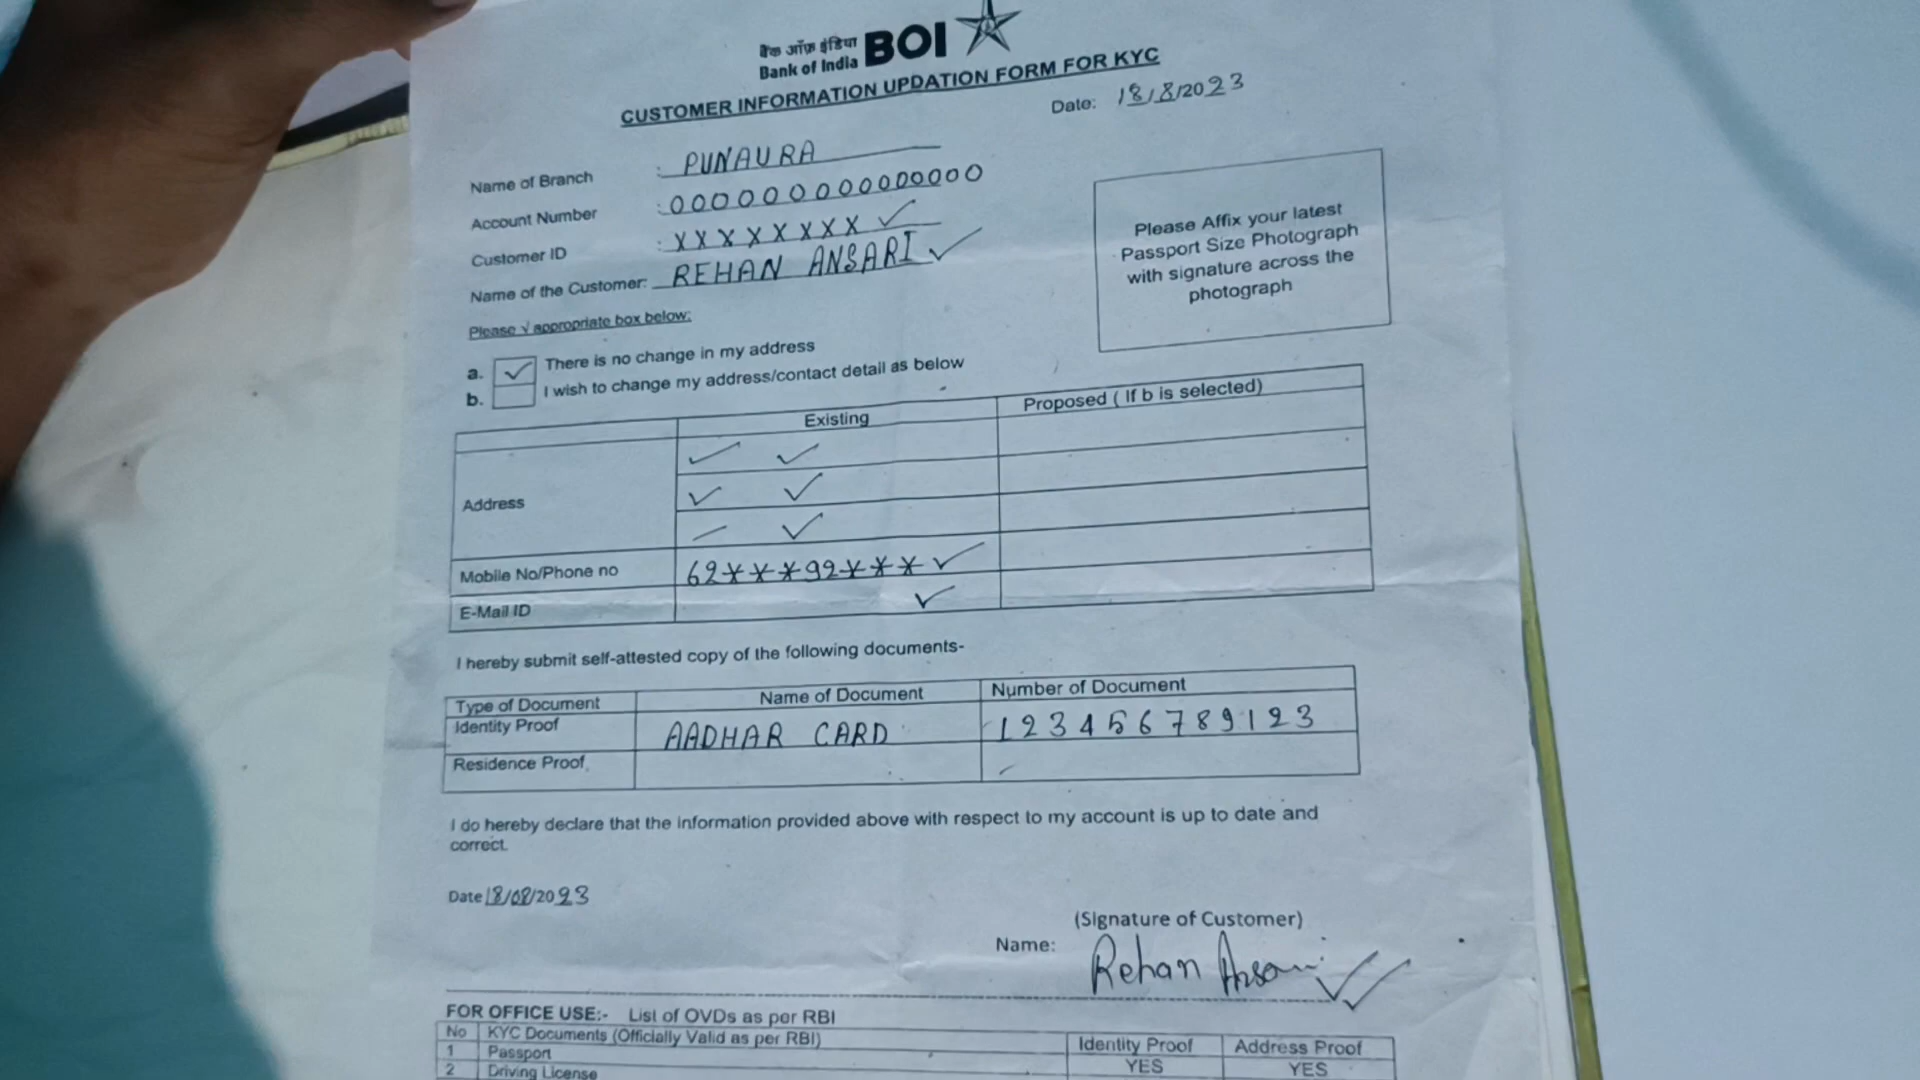 बैंक ऑफ़ इंडिया
Bank of India BOI
CUSTOMER INFORMATION UPDATION FORM FOR KYC
Date: 18/8/2023
Name of Branch : PUNAURA
Account Number : 000000000000000
Customer ID : XXXXXXXX ✓
Name of the Customer: REHAN ANSARI ✓
Please √ appropriate box below:
a. ✓ There is no change in my address
b. I wish to change my address/contact detail as below
Please Affix your latest
Passport Size Photograph
with signature across the
photograph
Existing Proposed ( If b is selected)
Address
Mobile No/Phone no 62***92*** ✓
E-Mail ID ✓
I hereby submit self-attested copy of the following documents-
Type of Document Name of Document Number of Document
Identity Proof AADHAR CARD 123456789123
Residence Proof
I do hereby declare that the information provided above with respect to my account is up to date and
correct.
Date 18/08/2023
(Signature of Customer)
Name: Rehan Ansari
FOR OFFICE USE:- List of OVDs as per RBI
No KYC Documents (Officially Valid as per RBI) Identity Proof Address Proof
1 Passport YES YES
2 Driving License